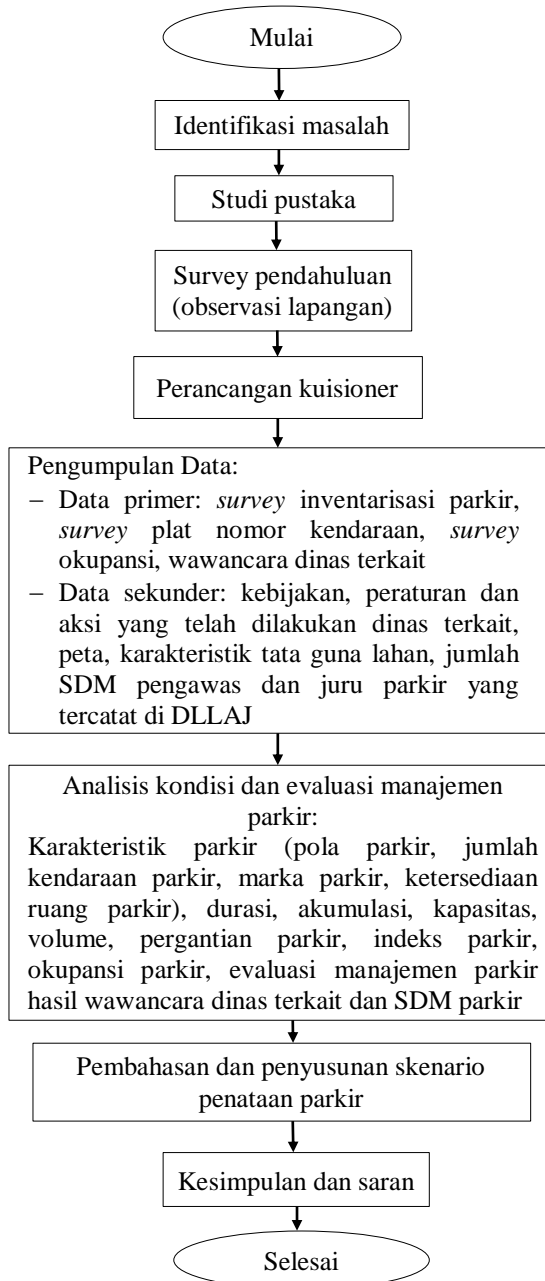 Mulai
Identifikasi masalah
Studi pustaka
Survey pendahuluan
(observasi lapangan)
Perancangan kuisioner
Pengumpulan Data:
− Data primer: survey inventarisasi parkir,
survey plat nomor kendaraan, survey
okupansi, wawancara dinas terkait
− Data sekunder: kebijakan, peraturan dan
aksi yang telah dilakukan dinas terkait,
peta, karakteristik tata guna lahan, jumlah
SDM pengawas dan juru parkir yang
tercatat di DLLAJ
Analisis kondisi dan evaluasi manajemen
parkir:
Karakteristik parkir (pola parkir, jumlah
kendaraan parkir, marka parkir, ketersediaan
ruang parkir), durasi, akumulasi, kapasitas,
volume, pergantian parkir, indeks parkir,
okupansi parkir, evaluasi manajemen parkir
hasil wawancara dinas terkait dan SDM parkir
Pembahasan dan penyusunan skenario
penataan parkir
Kesimpulan dan saran
Selesai